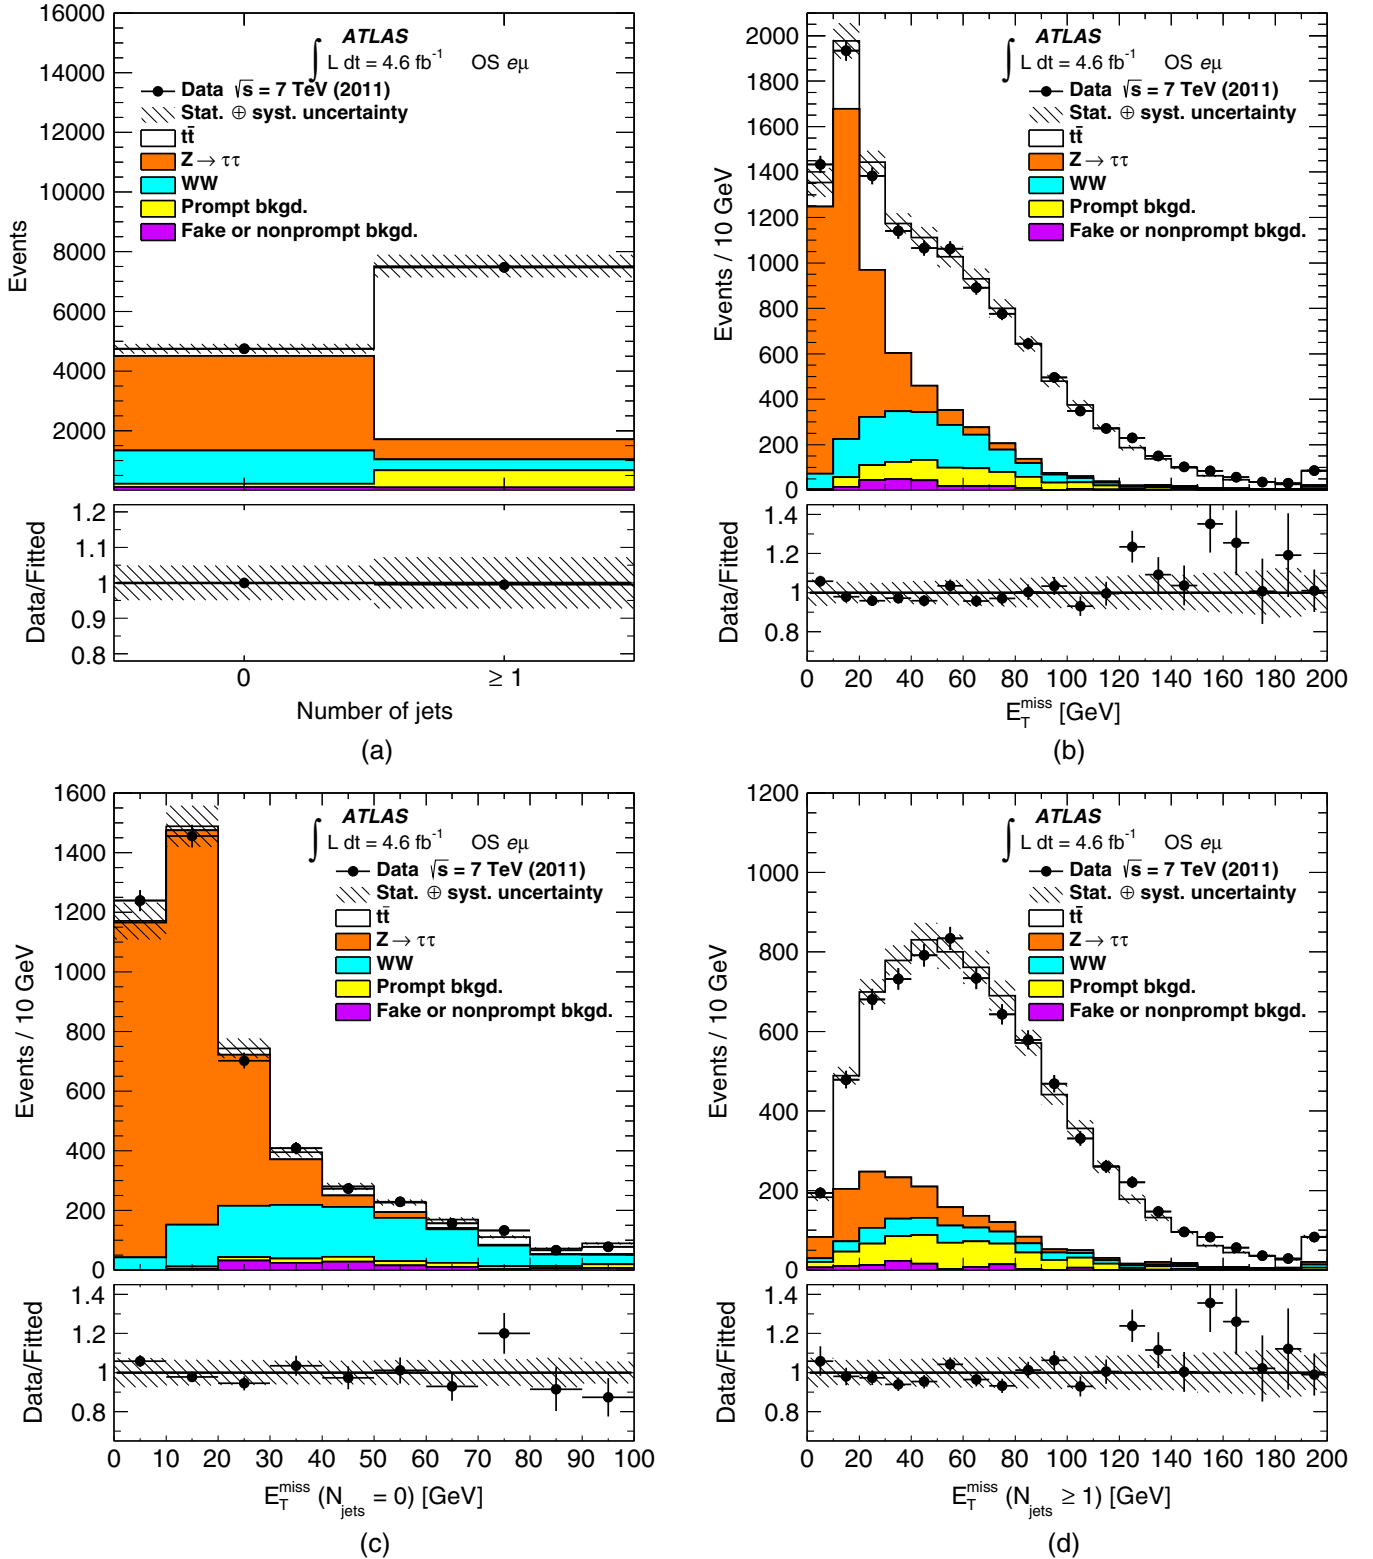 Events
16000
14000
12000
10000
8000
6000
4000
2000
ATLAS
∫ L dt = 4.6 fb⁻¹ OS eμ
Data √s = 7 TeV (2011)
Stat. ⊕ syst. uncertainty
tt̄
Z → ττ
WW
Prompt bkgd.
Fake or nonprompt bkgd.
Data/Fitted
1.2
1.1
1
0.9
0.8
0 ≥ 1
Number of jets
(a)
Events / 10 GeV
2000
1800
1600
1400
1200
1000
800
600
400
200
0
ATLAS
∫ L dt = 4.6 fb⁻¹ OS eμ
Data √s = 7 TeV (2011)
Stat. ⊕ syst. uncertainty
tt̄
Z → ττ
WW
Prompt bkgd.
Fake or nonprompt bkgd.
Data/Fitted
1.4
1.2
1
0.8
0 20 40 60 80 100 120 140 160 180 200
E_T^miss [GeV]
(b)
Events / 10 GeV
1600
1400
1200
1000
800
600
400
200
0
ATLAS
∫ L dt = 4.6 fb⁻¹ OS eμ
Data √s = 7 TeV (2011)
Stat. ⊕ syst. uncertainty
tt̄
Z → ττ
WW
Prompt bkgd.
Fake or nonprompt bkgd.
Data/Fitted
1.4
1.2
1
0.8
0 10 20 30 40 50 60 70 80 90 100
E_T^miss (N_jets = 0) [GeV]
(c)
Events / 10 GeV
1200
1000
800
600
400
200
0
ATLAS
∫ L dt = 4.6 fb⁻¹ OS eμ
Data √s = 7 TeV (2011)
Stat. ⊕ syst. uncertainty
tt̄
Z → ττ
WW
Prompt bkgd.
Fake or nonprompt bkgd.
Data/Fitted
1.4
1.2
1
0.8
0 20 40 60 80 100 120 140 160 180 200
E_T^miss (N_jets ≥ 1) [GeV]
(d)